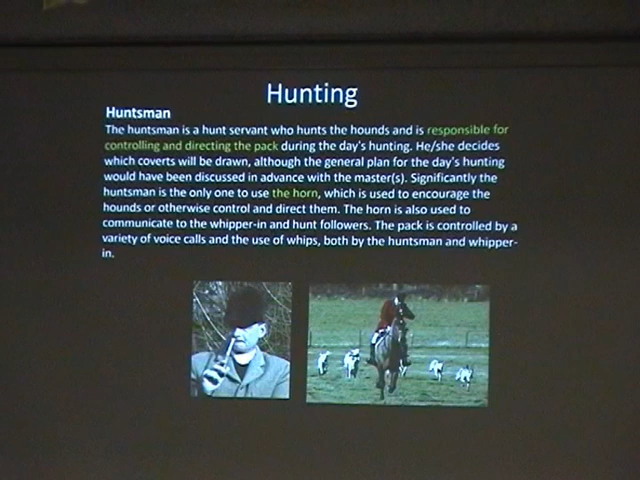 Hunting
Huntsman
The huntsman is a hunt servant who hunts the hounds and is responsible for
controlling and directing the pack during the day's hunting. He/she decides
which coverts will be drawn, although the general plan for the day's hunting
would have been discussed in advance with the master(s). Significantly the
huntsman is the only one to use the horn, which is used to encourage the
hounds or otherwise control and direct them. The horn is also used to
communicate to the whipper-in and hunt followers. The pack is controlled by a
variety of voice calls and the use of whips, both by the huntsman and whipper-
in.